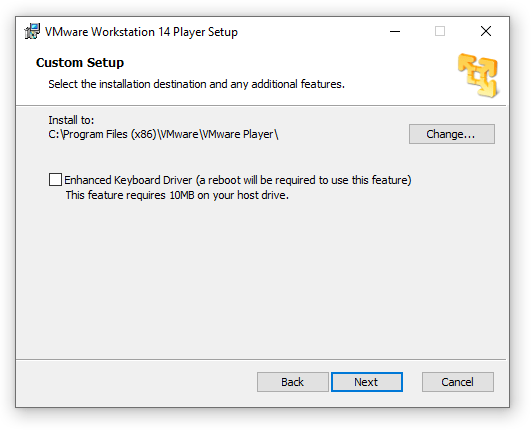 VMware Workstation 14 Player Setup
Custom Setup
Select the installation destination and any additional features.
Install to:
C:\Program Files (x86)\VMware\VMware Player\
Change...
Enhanced Keyboard Driver (a reboot will be required to use this feature)
This feature requires 10MB on your host drive.
Back
Next
Cancel